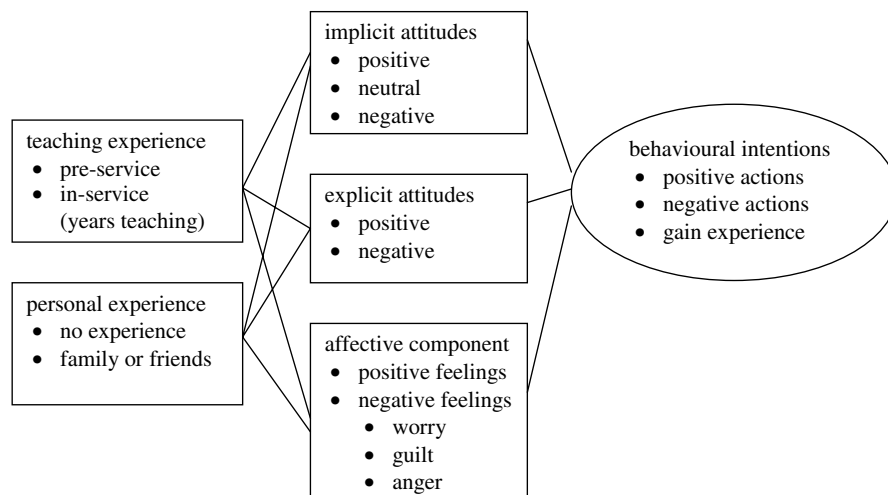 implicit attitudes
• positive
• neutral
• negative
teaching experience
• pre-service
• in-service
(years teaching)
explicit attitudes
• positive
• negative
behavioural intentions
• positive actions
• negative actions
• gain experience
personal experience
• no experience
• family or friends
affective component
• positive feelings
• negative feelings
• worry
• guilt
• anger